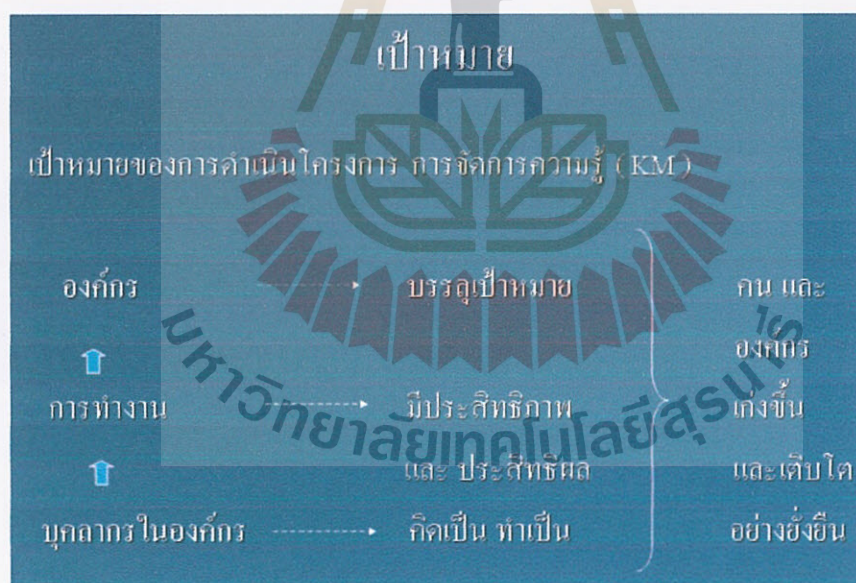 เป้าหมาย
เป้าหมายของการดำเนินโครงการ การจัดการความรู้ (KM)
องค์กร บรรลุเป้าหมาย คน และ
องค์กร
การทำงาน มีประสิทธิภาพ เก่งขึ้น
และ ประสิทธิผล และเติบโต
บุคลากรในองค์กร คิดเป็น ทำเป็น อย่างยั่งยืน
มหาวิทยาลัยเทคโนโลยีสุรนารี